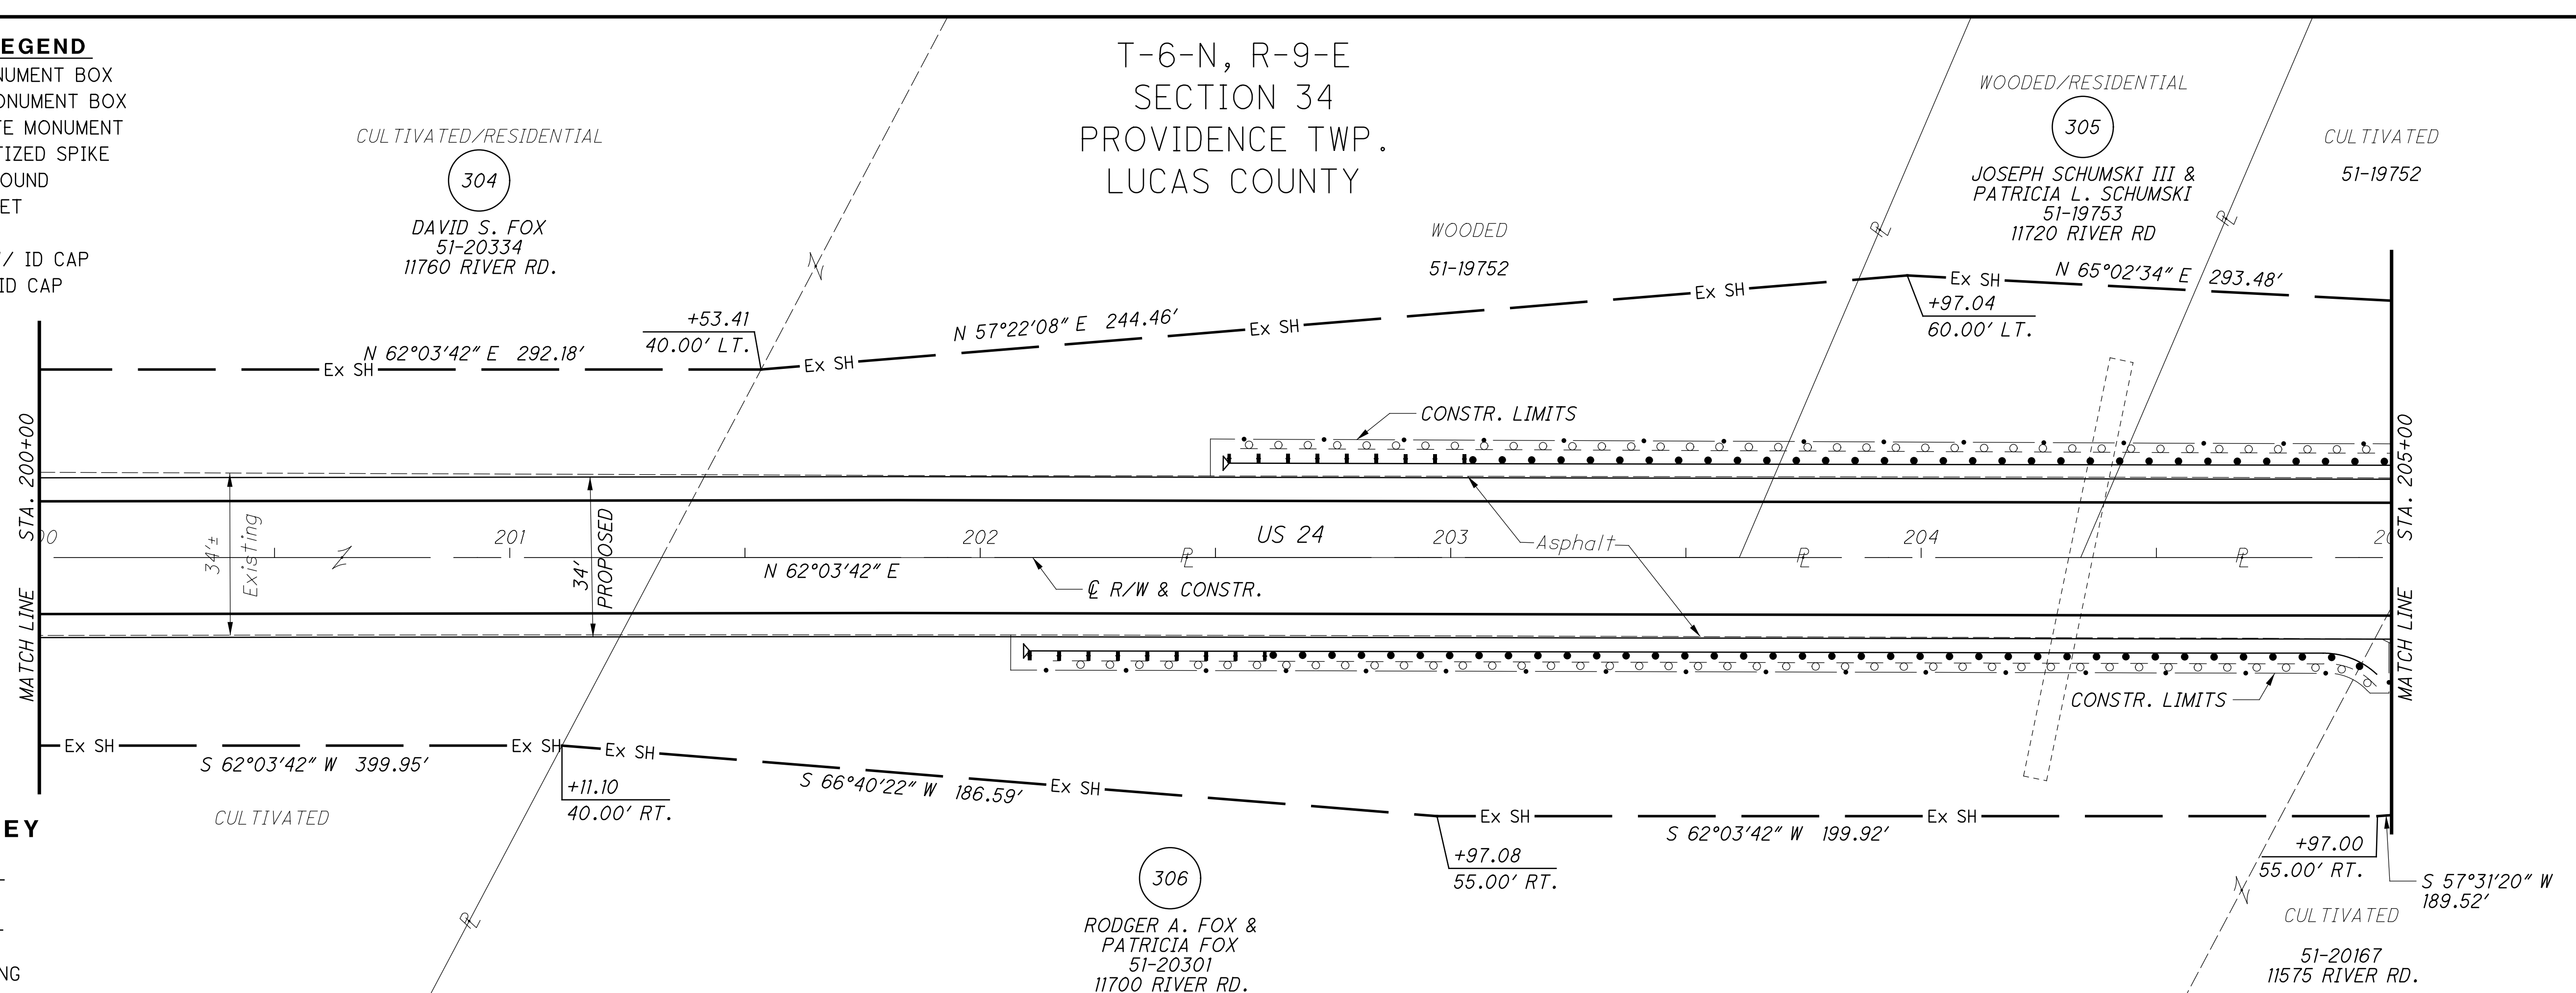 EGEND
NUMENT BOX
ONUMENT BOX
TE MONUMENT
TIZED SPIKE
OUND
ET
/ ID CAP
ID CAP
T-6-N, R-9-E
SECTION 34
PROVIDENCE TWP.
LUCAS COUNTY
CULTIVATED/RESIDENTIAL
304
DAVID S. FOX
51-20334
11760 RIVER RD.
WOODED
51-19752
WOODED/RESIDENTIAL
305
JOSEPH SCHUMSKI III &
PATRICIA L. SCHUMSKI
51-19753
11720 RIVER RD
CULTIVATED
51-19752
N 62°03'42" E 292.18'
Ex SH
+53.41
40.00' LT.
Ex SH
N 57°22'08" E 244.46'
Ex SH
Ex SH
+97.04
60.00' LT.
Ex SH
N 65°02'34" E 293.48'
PL
PL
Z
CONSTR. LIMITS
MATCH LINE STA. 200+00
MATCH LINE STA. 205+00
34'±
Existing
34'
PROPOSED
00
201
202
US 24
203
204
20
Asphalt
Z
PL
PL
PL
N 62°03'42" E
CL R/W & CONSTR.
CONSTR. LIMITS
Ex SH
S 62°03'42" W 399.95'
Ex SH
Ex SH
+11.10
40.00' RT.
S 66°40'22" W 186.59'
Ex SH
+97.08
55.00' RT.
Ex SH
S 62°03'42" W 199.92'
Ex SH
+97.00
55.00' RT.
S 57°31'20" W
189.52'
CULTIVATED
EY
NG
PL
306
RODGER A. FOX &
PATRICIA FOX
51-20301
11700 RIVER RD.
Z
CULTIVATED
51-20167
11575 RIVER RD.